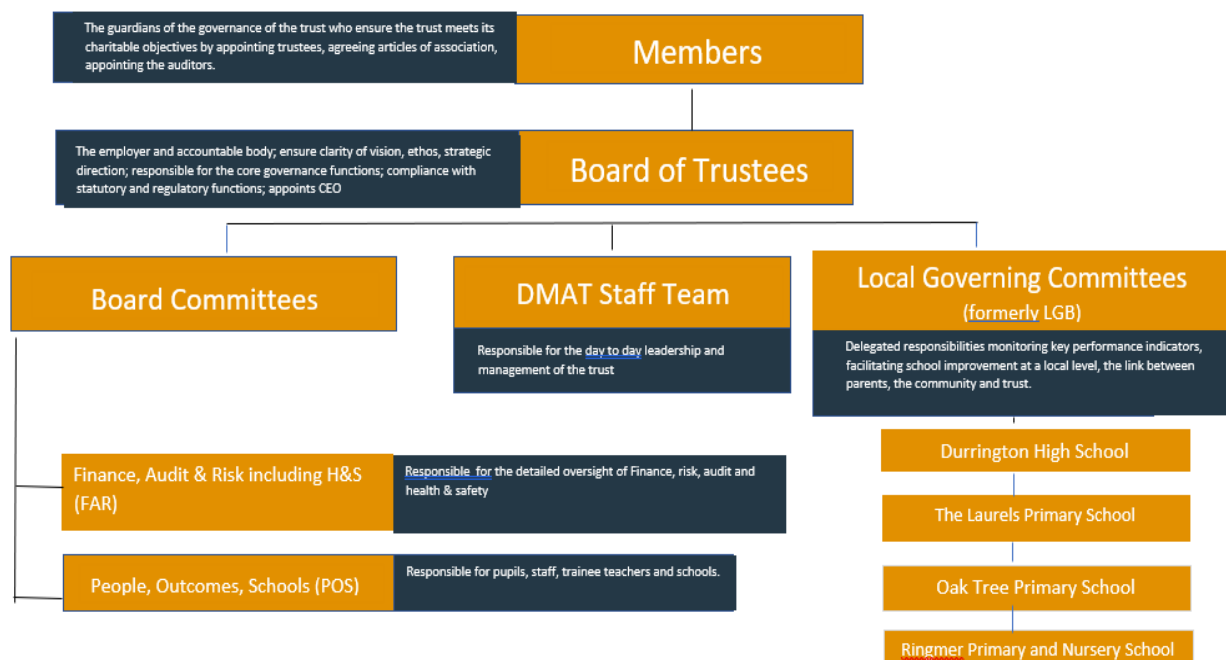 The guardians of the governance of the trust who ensure the trust meets its
charitable objectives by appointing trustees, agreeing articles of association,
appointing the auditors.
Members
The employer and accountable body; ensure clarity of vision, ethos, strategic
direction; responsible for the core governance functions; compliance with
statutory and regulatory functions; appoints CEO
Board of Trustees
Board Committees
DMAT Staff Team
Responsible for the day to day leadership and
management of the trust
Local Governing Committees
(formerly LGB)
Delegated responsibilities monitoring key performance indicators,
facilitating school improvement at a local level, the link between
parents, the community and trust.
Finance, Audit & Risk including H&S
(FAR)
Responsible for the detailed oversight of Finance, risk, audit and
health & safety
People, Outcomes, Schools (POS)
Responsible for pupils, staff, trainee teachers and schools.
Durrington High School
The Laurels Primary School
Oak Tree Primary School
Ringmer Primary and Nursery School